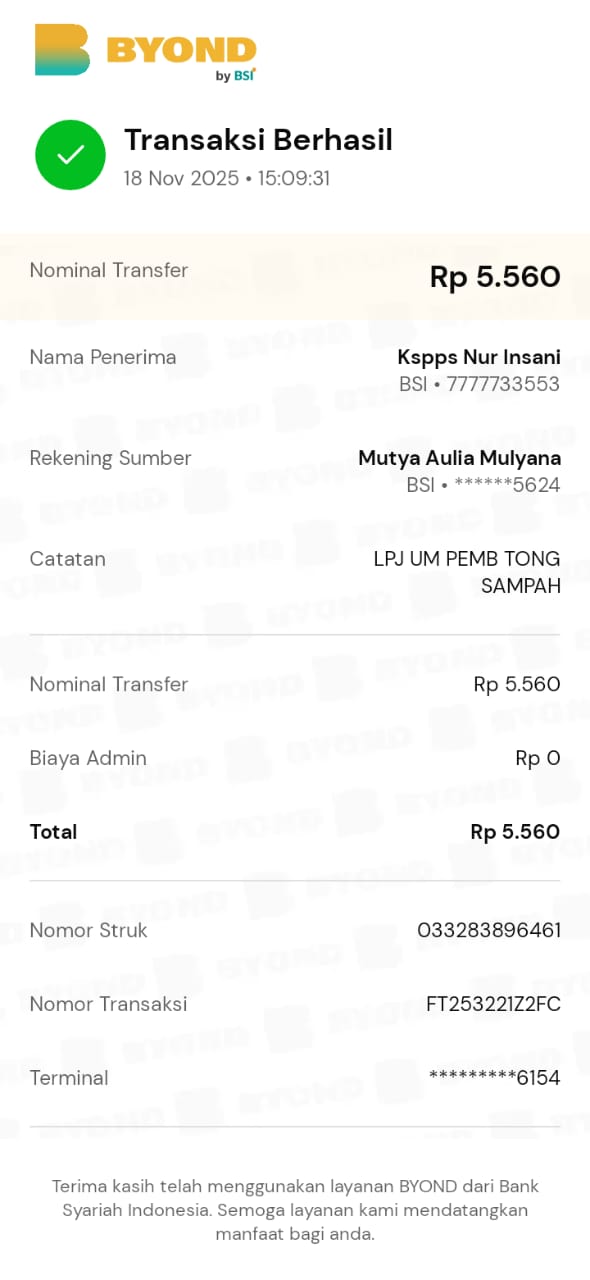 BYOND
by BSI
Transaksi Berhasil
18 Nov 2025 • 15:09:31
Nominal Transfer
Rp 5.560
Nama Penerima
Kspps Nur Insani
BSI • 7777733553
Rekening Sumber
Mutya Aulia Mulyana
BSI • ******5624
Catatan
LPJ UM PEMB TONG
SAMPAH
Nominal Transfer
Rp 5.560
Biaya Admin
Rp 0
Total
Rp 5.560
Nomor Struk
033283896461
Nomor Transaksi
FT253221Z2FC
Terminal
*********6154
Terima kasih telah menggunakan layanan BYOND dari Bank
Syariah Indonesia. Semoga layanan kami mendatangkan
manfaat bagi anda.